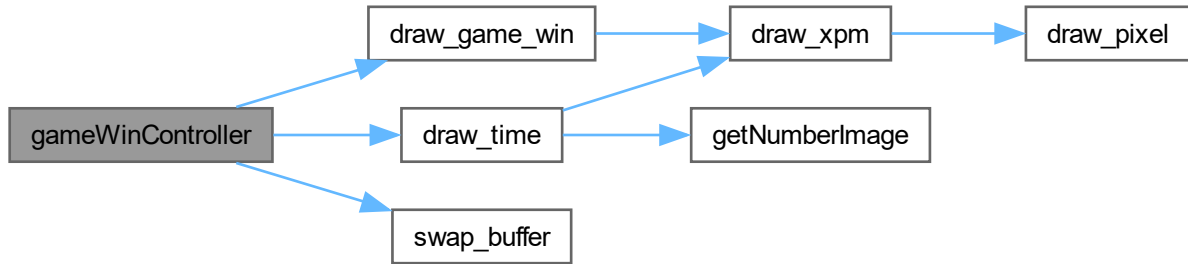 draw_game_win
draw_xpm
draw_pixel
gameWinController
draw_time
getNumberImage
swap_buffer